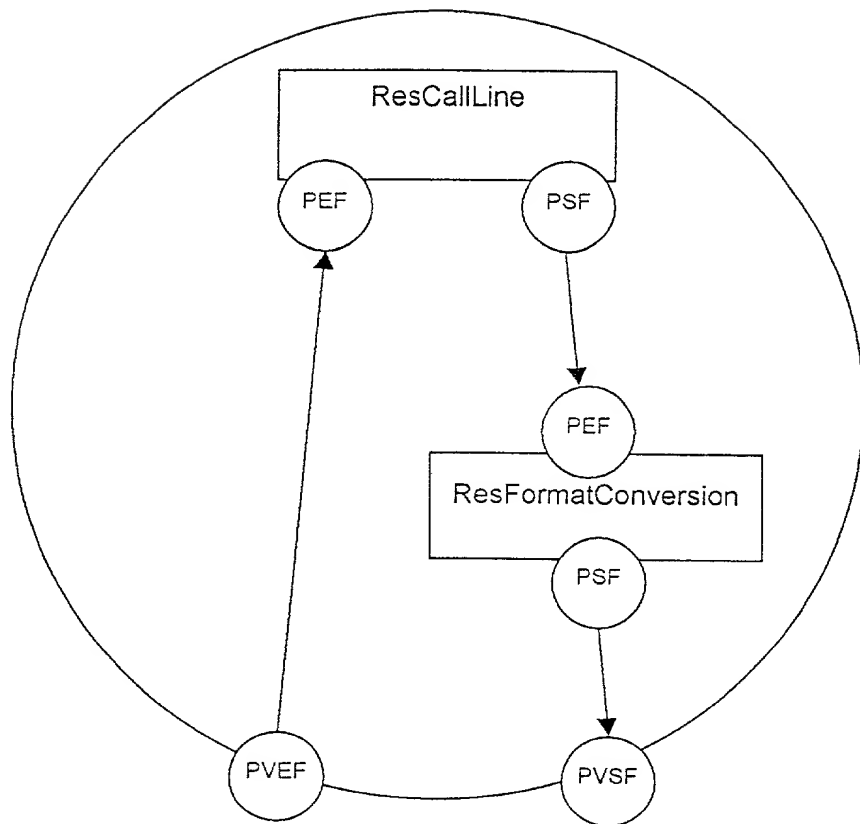 ResCallLine
PEF
PSF
PEF
ResFormatConversion
PSF
PVEF
PVSF